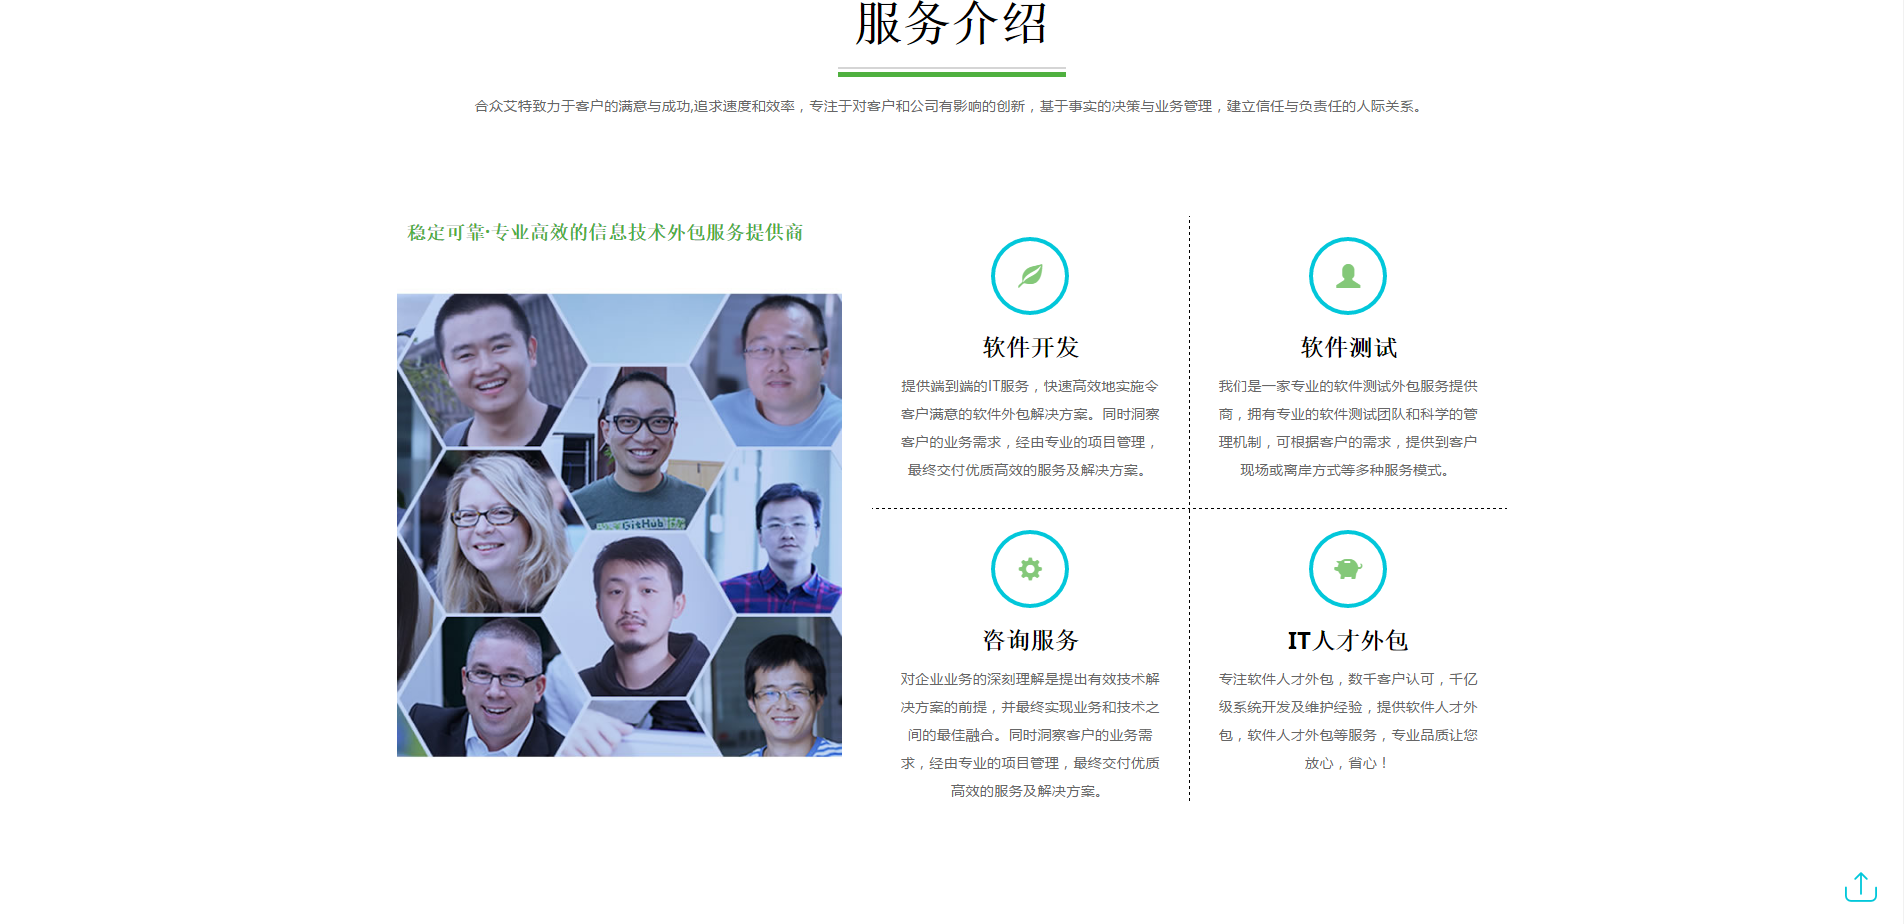 服务介绍
合众艾特致力于客户的满意与成功,追求速度和效率，专注于对客户和公司有影响的创新，基于事实的决策与业务管理，建立信任与负责任的人际关系。
稳定可靠·专业高效的信息技术外包服务提供商
GitHub
软件开发
提供端到端的IT服务，快速高效地实施令
客户满意的软件外包解决方案。同时洞察
客户的业务需求，经由专业的项目管理，
最终交付优质高效的服务及解决方案。
软件测试
我们是一家专业的软件测试外包服务提供
商，拥有专业的软件测试团队和科学的管
理机制，可根据客户的需求，提供到客户
现场或离岸方式等多种服务模式。
咨询服务
对企业业务的深刻理解是提出有效技术解
决方案的前提，并最终实现业务和技术之
间的最佳融合。同时洞察客户的业务需
求，经由专业的项目管理，最终交付优质
高效的服务及解决方案。
IT人才外包
专注软件人才外包，数千客户认可，千亿
级系统开发及维护经验，提供软件人才外
包，软件人才外包等服务，专业品质让您
放心，省心！